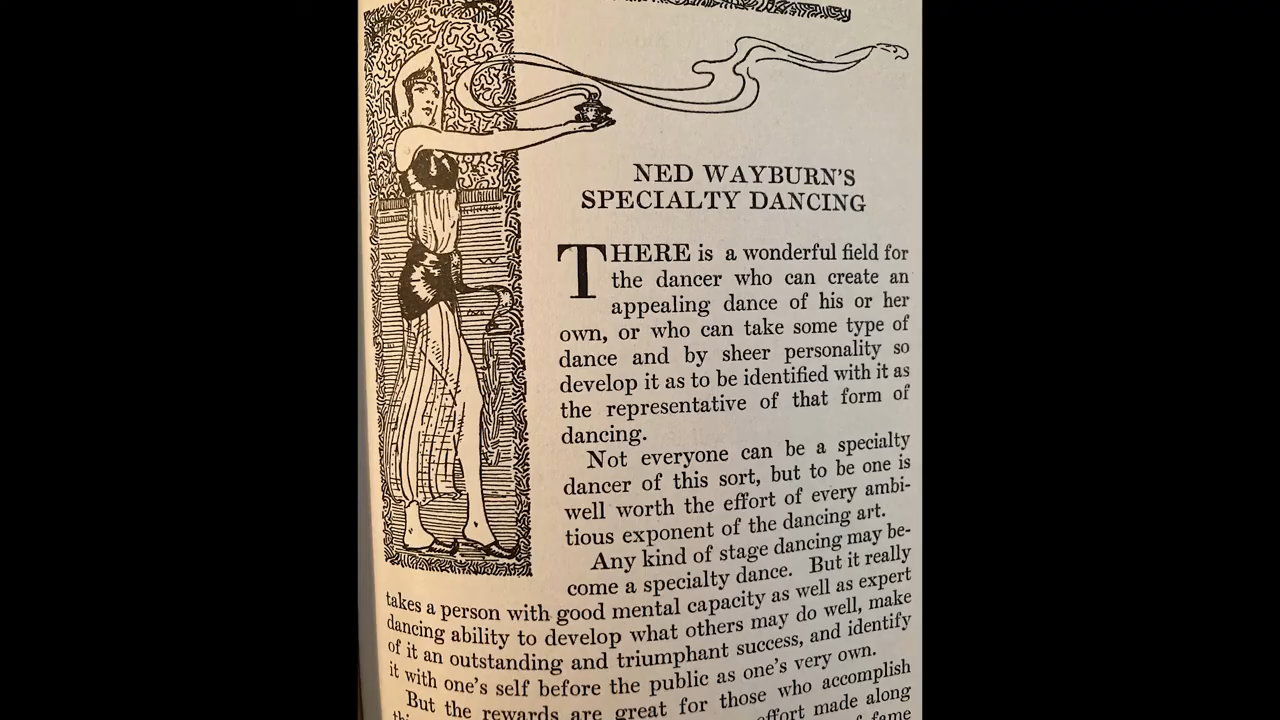 NED WAYBURN'S
SPECIALTY DANCING
THERE is a wonderful field for
the dancer who can create an
appealing dance of his or her
own, or who can take some type of
dance and by sheer personality so
develop it as to be identified with it as
the representative of that form of
dancing.
Not everyone can be a specialty
dancer of this sort, but to be one is
well worth the effort of every ambi-
tious exponent of the dancing art.
Any kind of stage dancing may be-
come a specialty dance. But it really
takes a person with good mental capacity as well as expert
dancing ability to develop what others may do well, make
of it an outstanding and triumphant success, and identify
it with one's self before the public as one's very own.
But the rewards are great for those who accomplish
effort made along
fame